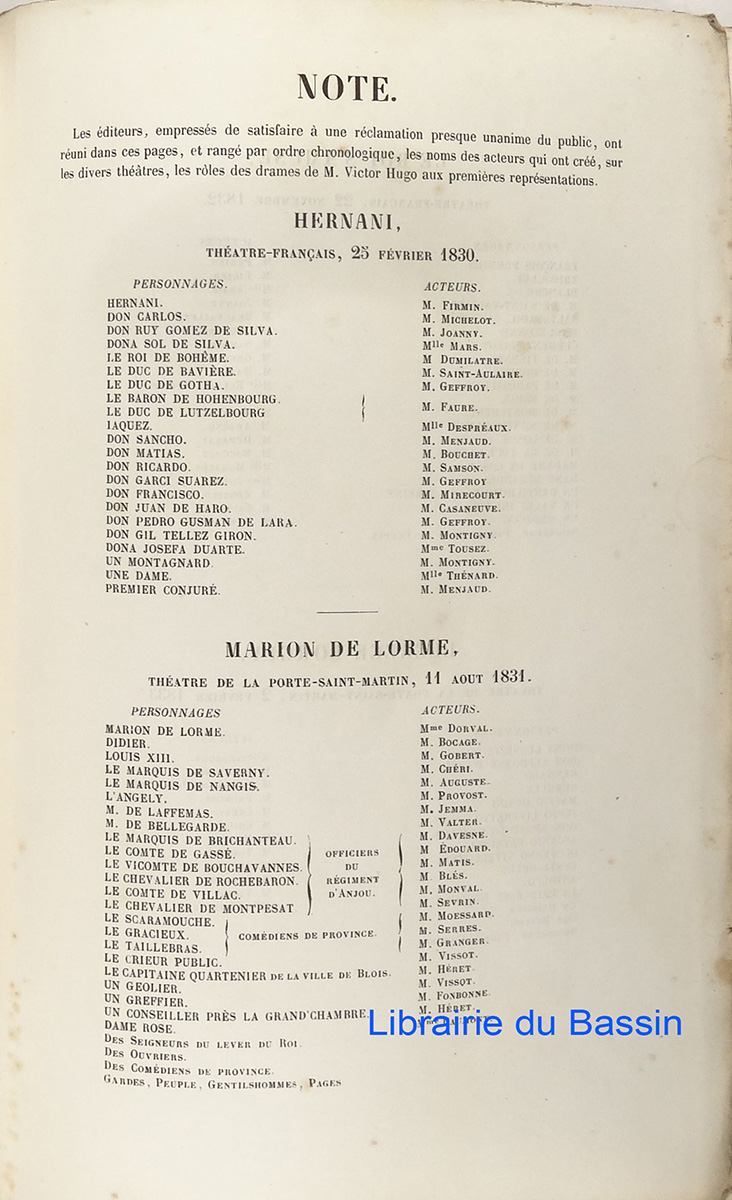 NOTE.
Les éditeurs, empressés de satisfaire à une réclamation presque unanime du public, ont
réuni dans ces pages, et rangé par ordre chronologique, les noms des acteurs qui ont créé, sur
les divers théâtres, les rôles des drames de M. Victor Hugo aux premières représentations.
HERNANI,
THÉATRE-FRANÇAIS, 25 FÉVRIER 1830.
PERSONNAGES. ACTEURS.
HERNANI. M. FIRMIN.
DON CARLOS. M. MICHELOT.
DON RUY GOMEZ DE SILVA. M. JOANNY.
DONA SOL DE SILVA. Mlle MARS.
LE ROI DE BOHÊME. M DUMILATRE.
LE DUC DE BAVIÈRE. M. SAINT-AULAIRE.
LE DUC DE GOTHA. M. GEFFROY.
LE BARON DE HOHENBOURG.
LE DUC DE LUTZELBOURG M. FAURE.
IAQUEZ. Mlle DESPRÉAUX.
DON SANCHO. M. MENJAUD.
DON MATIAS. M. BOUCHET.
DON RICARDO. M. SAMSON.
DON GARCI SUAREZ. M. GEFFROY
DON FRANCISCO. M. MIRECOURT.
DON JUAN DE HARO. M. CASANEUVE.
DON PEDRO GUSMAN DE LARA. M. GEFFROY.
DON GIL TELLEZ GIRON. M. MONTIGNY.
DONA JOSEFA DUARTE. Mme TOUSEZ.
UN MONTAGNARD. M. MONTIGNY.
UNE DAME. Mlle THÉNARD.
PREMIER CONJURÉ. M. MENJAUD.
MARION DE LORME,
THÉATRE DE LA PORTE-SAINT-MARTIN, 11 AOUT 1831.
PERSONNAGES ACTEURS.
MARION DE LORME. Mme DORVAL.
DIDIER. M. BOCAGE.
LOUIS XIII. M. GOBERT.
LE MARQUIS DE SAVERNY. M. CHÉRI.
LE MARQUIS DE NANGIS. M. AUGUSTE.
L'ANGELY. M. PROVOST.
M. DE LAFFEMAS. M. JEMMA.
M. DE BELLEGARDE. M. VALTER.
LE MARQUIS DE BRICHANTEAU. M. DAVESNE.
LE COMTE DE GASSÉ. OFFICIERS M ÉDOUARD.
LE VICOMTE DE BOUCHAVANNES. DU M. MATIS.
LE CHEVALIER DE ROCHEBARON. RÉGIMENT M. BLÉS.
LE COMTE DE VILLAC. D'ANJOU. M. MONVAL.
LE CHEVALIER DE MONTPESAT M. SEVRIN.
LE SCARAMOUCHE. M. MOESSARD.
LE GRACIEUX. COMÉDIENS DE PROVINCE. M. SERRES.
LE TAILLEBRAS. M. GRANGER.
LE CRIEUR PUBLIC. M. VISSOT.
LE CAPITAINE QUARTENIER DE LA VILLE DE BLOIS. M. HÉRET.
UN GEOLIER. M. VISSOT.
UN GREFFIER. M. FONBONNE.
UN CONSEILLER PRÈS LA GRAND'CHAMBRE. M. HÉRET.
DAME ROSE.
DES SEIGNEURS DU LEVER DU ROI.
DES OUVRIERS.
DES COMÉDIENS DE PROVINCE.
GARDES, PEUPLE, GENTILSHOMMES, PAGES
Librairie du Bassin